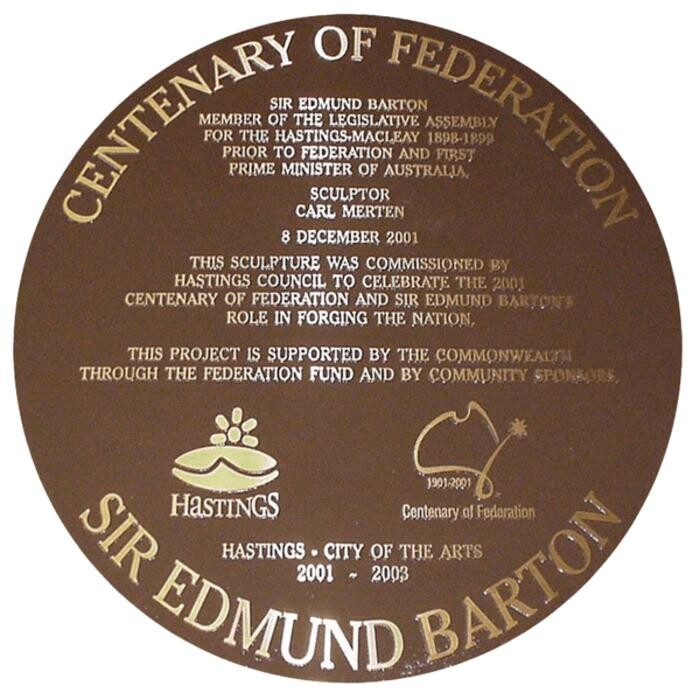 CENTENARY OF FEDERATION
SIR EDMUND BARTON
MEMBER OF THE LEGISLATIVE ASSEMBLY
FOR THE HASTINGS-MACLEAY 1898-1899
PRIOR TO FEDERATION AND FIRST
PRIME MINISTER OF AUSTRALIA.
SCULPTOR
CARL MERTEN
8 DECEMBER 2001
THIS SCULPTURE WAS COMMISSIONED BY
HASTINGS COUNCIL TO CELEBRATE THE 2001
CENTENARY OF FEDERATION AND SIR EDMUND BARTON'S
ROLE IN FORGING THE NATION.
THIS PROJECT IS SUPPORTED BY THE COMMONWEALTH
THROUGH THE FEDERATION FUND AND BY COMMUNITY SPONSORS.
HASTINGS
1901-2001
Centenary of Federation
HASTINGS • CITY OF THE ARTS
2001 ~ 2003
SIR EDMUND BARTON